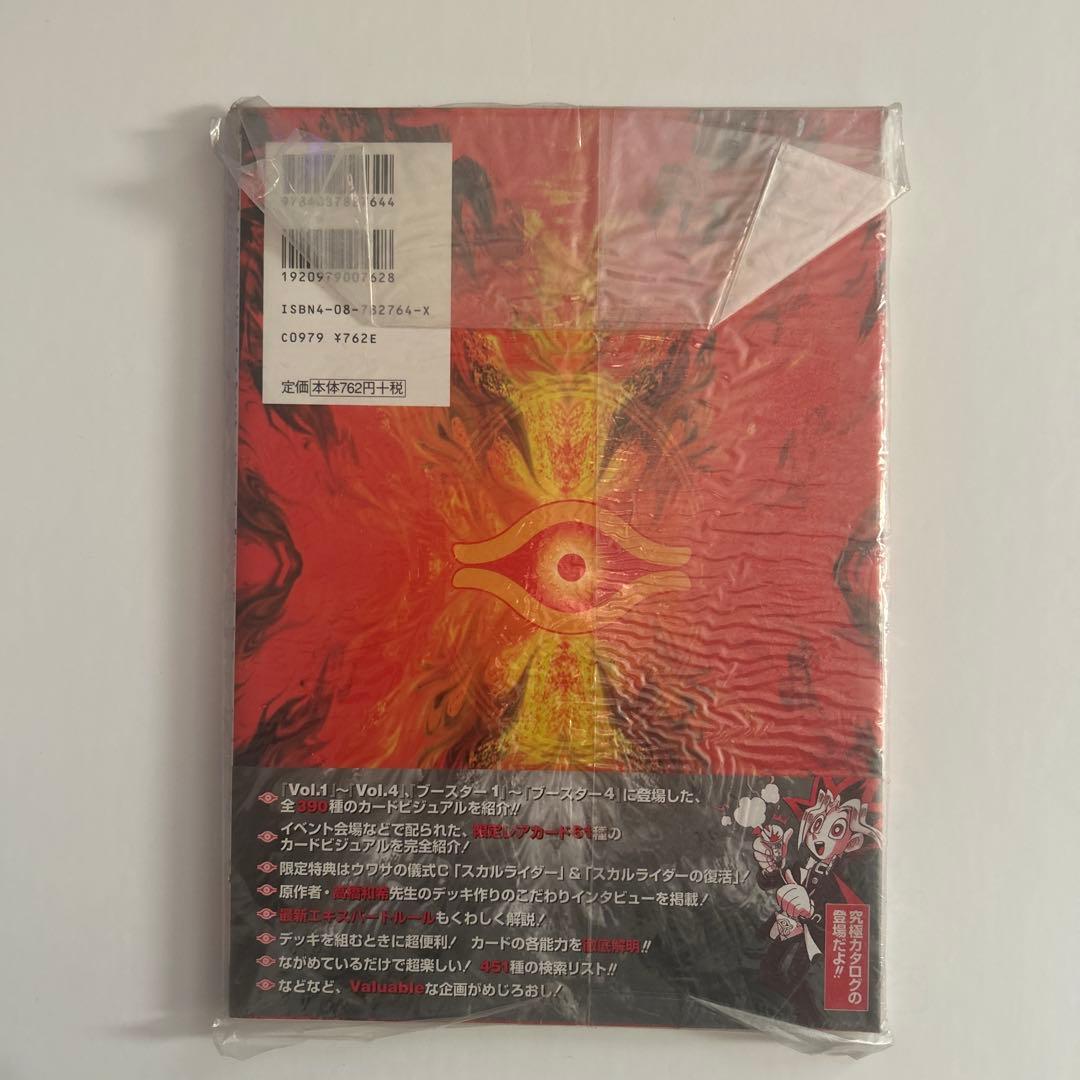 1920979007628
ISBN4-08-782764-X
C0979 ¥762E
定価 本体762円+税
『Vol.1』~『Vol.4』、『ブースター1』~『ブースター4』に登場した、
全390種のカードビジュアルを紹介!!
イベント会場などで配られた、限定レアカード61種の
カードビジュアルを完全紹介!
限定特典はウワサの儀式C「スカルライダー」&「スカルライダーの復活」!
原作者・高橋和希先生のデッキ作りのこだわりインタビューを掲載!
最新エキスパートルールもくわしく解説!
デッキを組むときに超便利! カードの各能力を徹底解明!!
ながめているだけで超楽しい! 451種の検索リスト!!
などなど、Valuableな企画がめじろおし!
究極カタログの
登場だよ!!